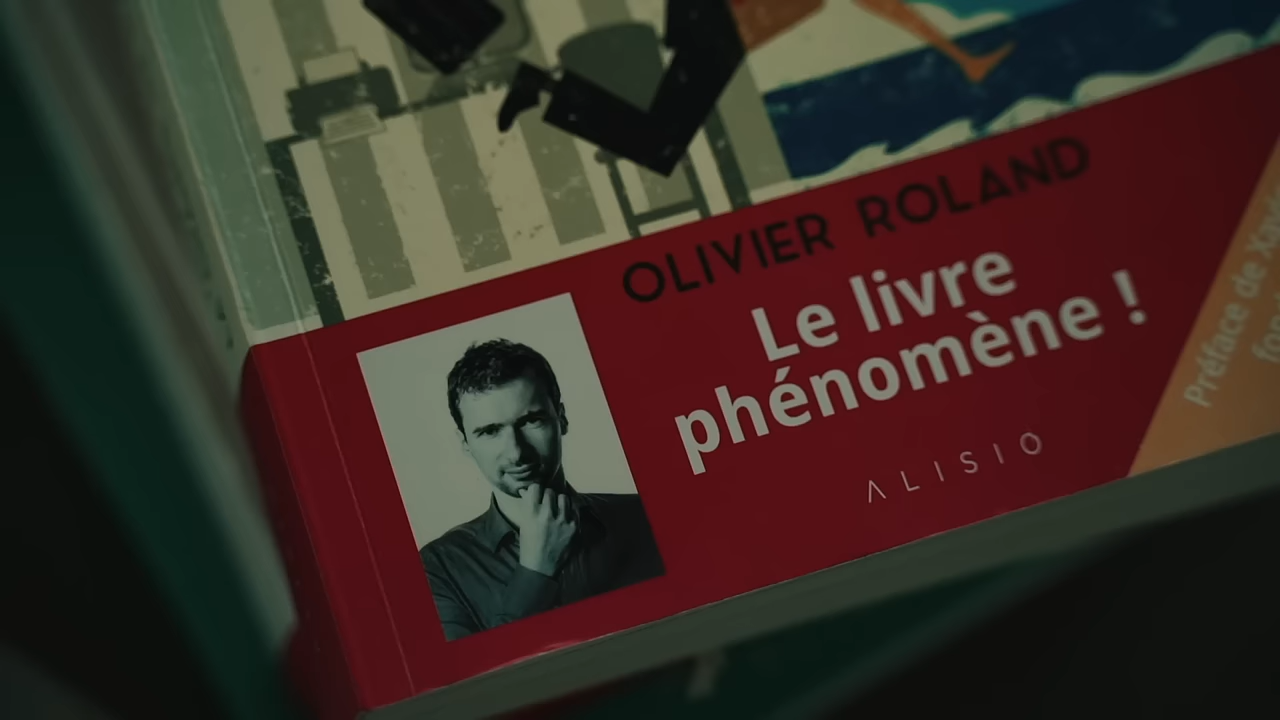 OLIVIER ROLAND
Le livre
phénomène !
ALISIO
Préface de